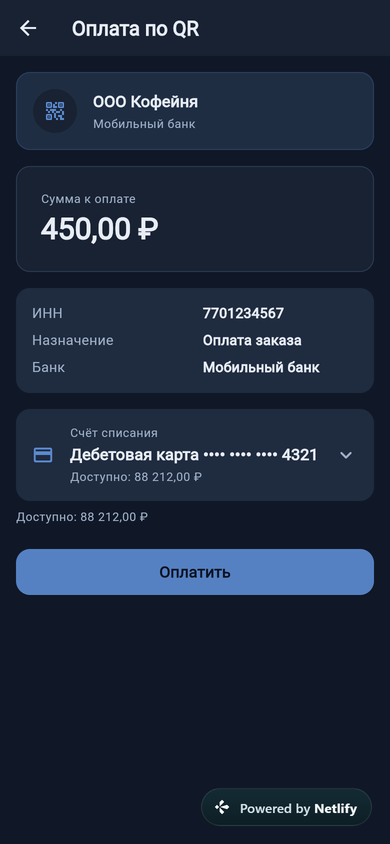 Оплата по QR
ООО Кофейня
Мобильный банк
Сумма к оплате
450,00 ₽
ИНН 7701234567
Назначение Оплата заказа
Банк Мобильный банк
Счёт списания
Дебетовая карта •••• •••• •••• 4321
Доступно: 88 212,00 ₽
Доступно: 88 212,00 ₽
Оплатить
Powered by Netlify